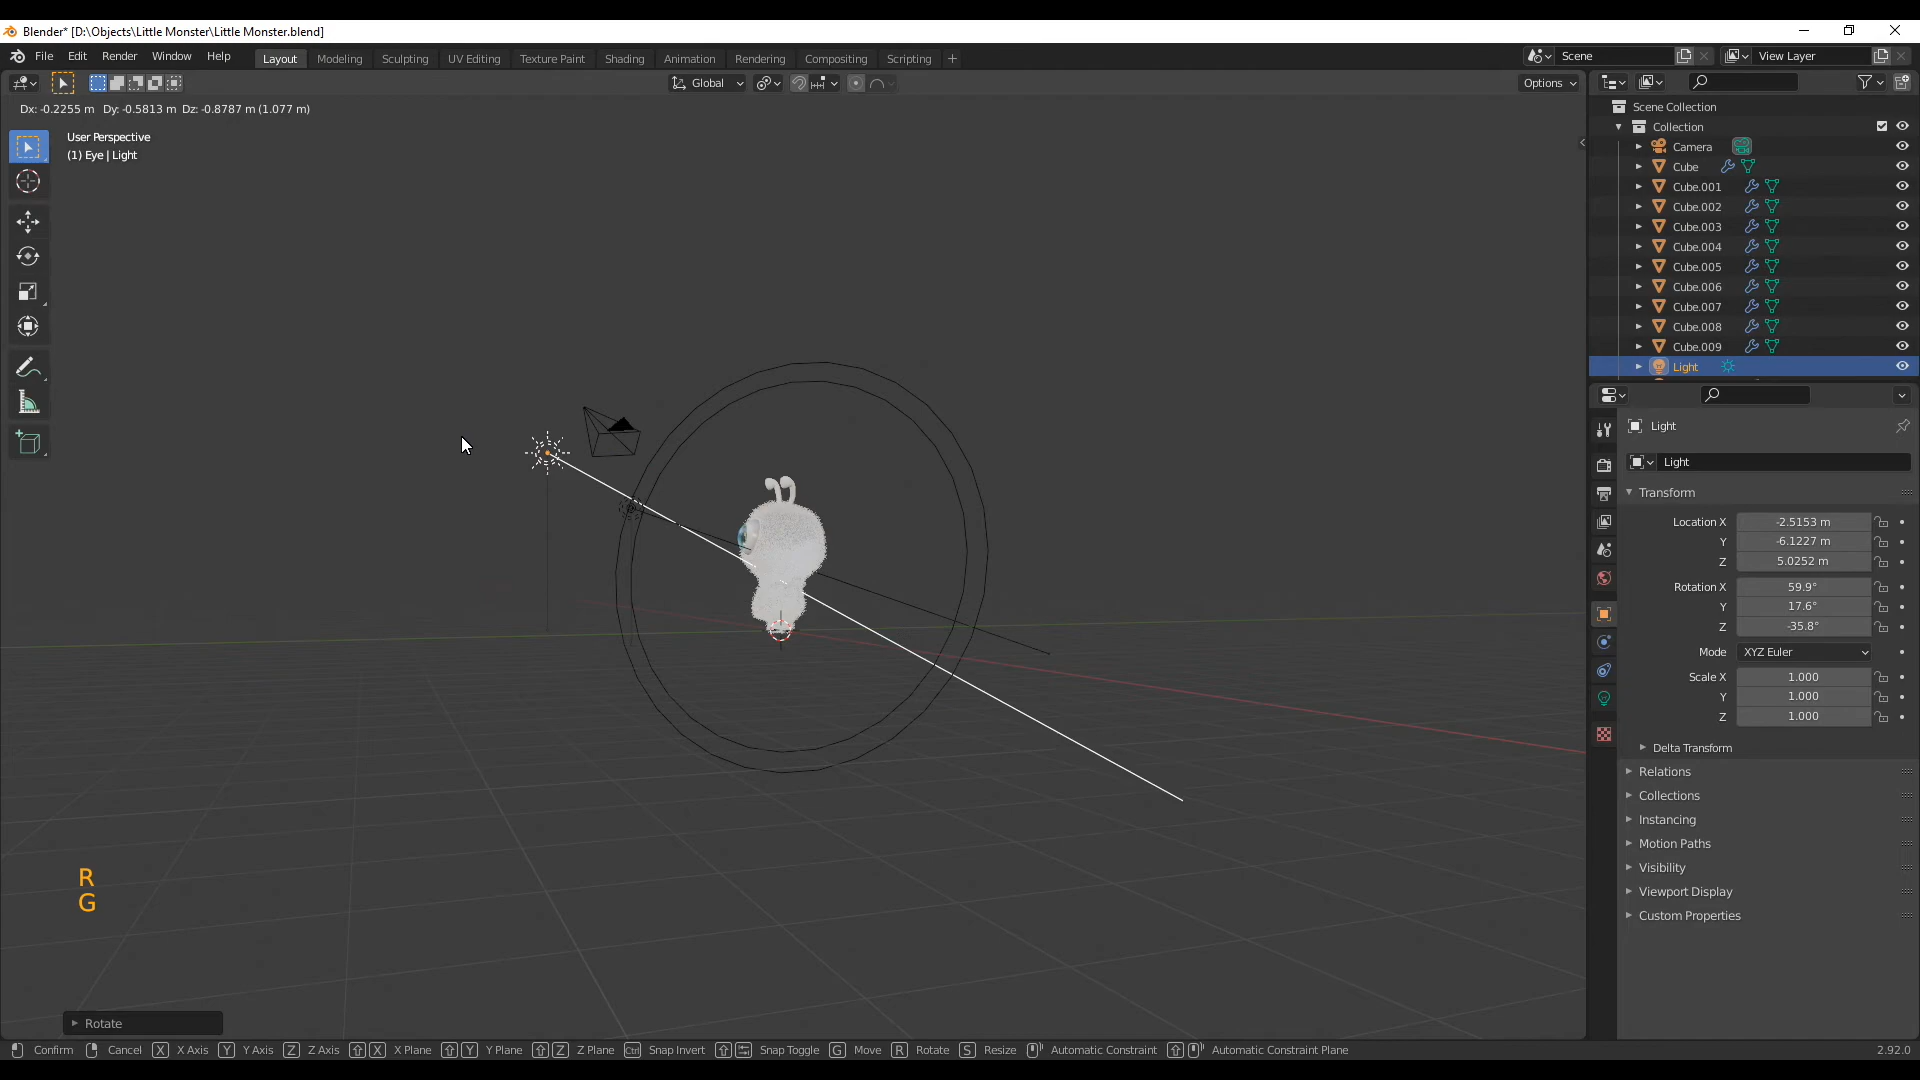 Blender* [D:\Objects\Little Monster\Little Monster.blend]
File Edit Render Window Help Layout Modeling Sculpting UV Editing Texture Paint Shading Animation Rendering Compositing Scripting + Scene View Layer
Global Options
Dx: -0.2255 m Dy: -0.5813 m Dz: -0.8787 m (1.077 m)
User Perspective
(1) Eye | Light
Scene Collection
Collection
Camera
Cube
Cube.001
Cube.002
Cube.003
Cube.004
Cube.005
Cube.006
Cube.007
Cube.008
Cube.009
Light
Light
Light
Transform
Location X -2.5153 m
Y -6.1227 m
Z 5.0252 m
Rotation X 59.9°
Y 17.6°
Z -35.8°
Mode XYZ Euler
Scale X 1.000
Y 1.000
Z 1.000
Delta Transform
Relations
Collections
Instancing
Motion Paths
Visibility
Viewport Display
Custom Properties
R
G
Rotate
Confirm Cancel X X Axis Y Y Axis Z Z Axis X X Plane Y Y Plane Z Z Plane Ctrl Snap Invert Snap Toggle G Move R Rotate S Resize Automatic Constraint Automatic Constraint Plane 2.92.0